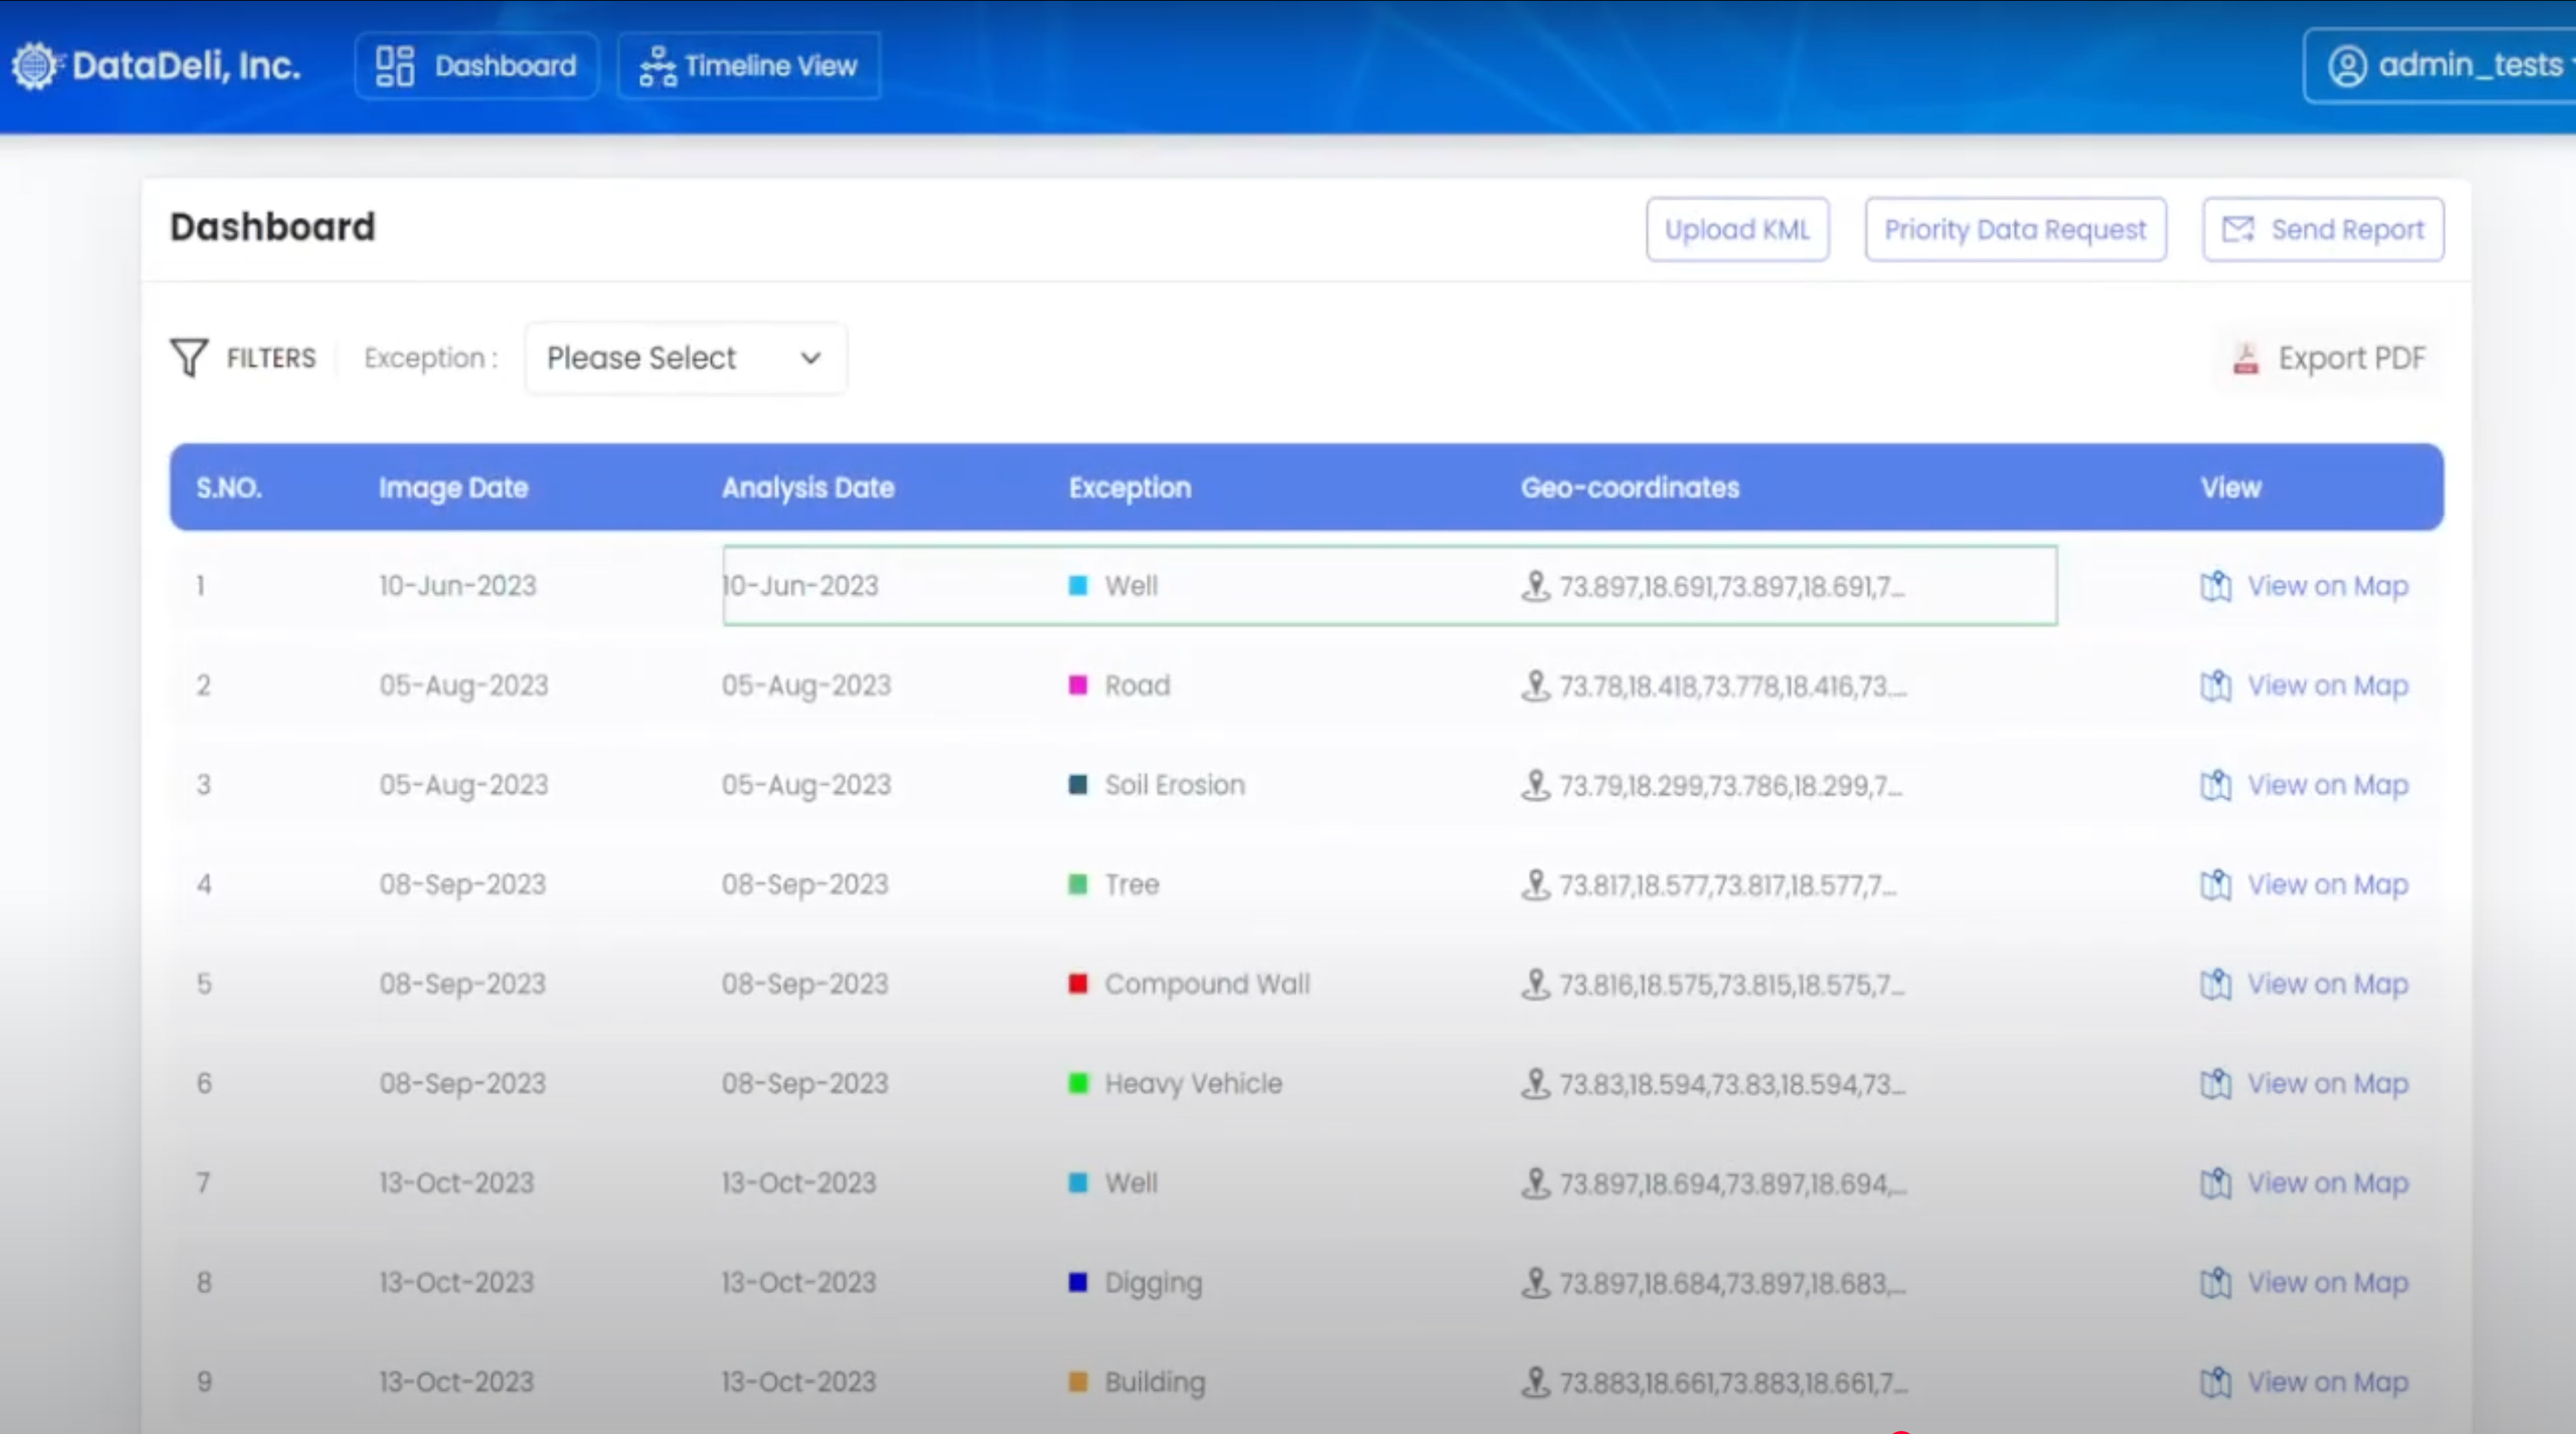 DataDeli, Inc. Dashboard Timeline View admin_tests
Dashboard Upload KML Priority Data Request Send Report
FILTERS Exception : Please Select Export PDF
S.NO. Image Date Analysis Date Exception Geo-coordinates View
1 10-Jun-2023 10-Jun-2023 Well 73.897,18.691,73.897,18.691,7... View on Map
2 05-Aug-2023 05-Aug-2023 Road 73.78,18.418,73.778,18.416,73.... View on Map
3 05-Aug-2023 05-Aug-2023 Soil Erosion 73.79,18.299,73.786,18.299,7... View on Map
4 08-Sep-2023 08-Sep-2023 Tree 73.817,18.577,73.817,18.577,7... View on Map
5 08-Sep-2023 08-Sep-2023 Compound Wall 73.816,18.575,73.815,18.575,7... View on Map
6 08-Sep-2023 08-Sep-2023 Heavy Vehicle 73.83,18.594,73.83,18.594,73... View on Map
7 13-Oct-2023 13-Oct-2023 Well 73.897,18.694,73.897,18.694,... View on Map
8 13-Oct-2023 13-Oct-2023 Digging 73.897,18.684,73.897,18.683,... View on Map
9 13-Oct-2023 13-Oct-2023 Building 73.883,18.661,73.883,18.661,7... View on Map